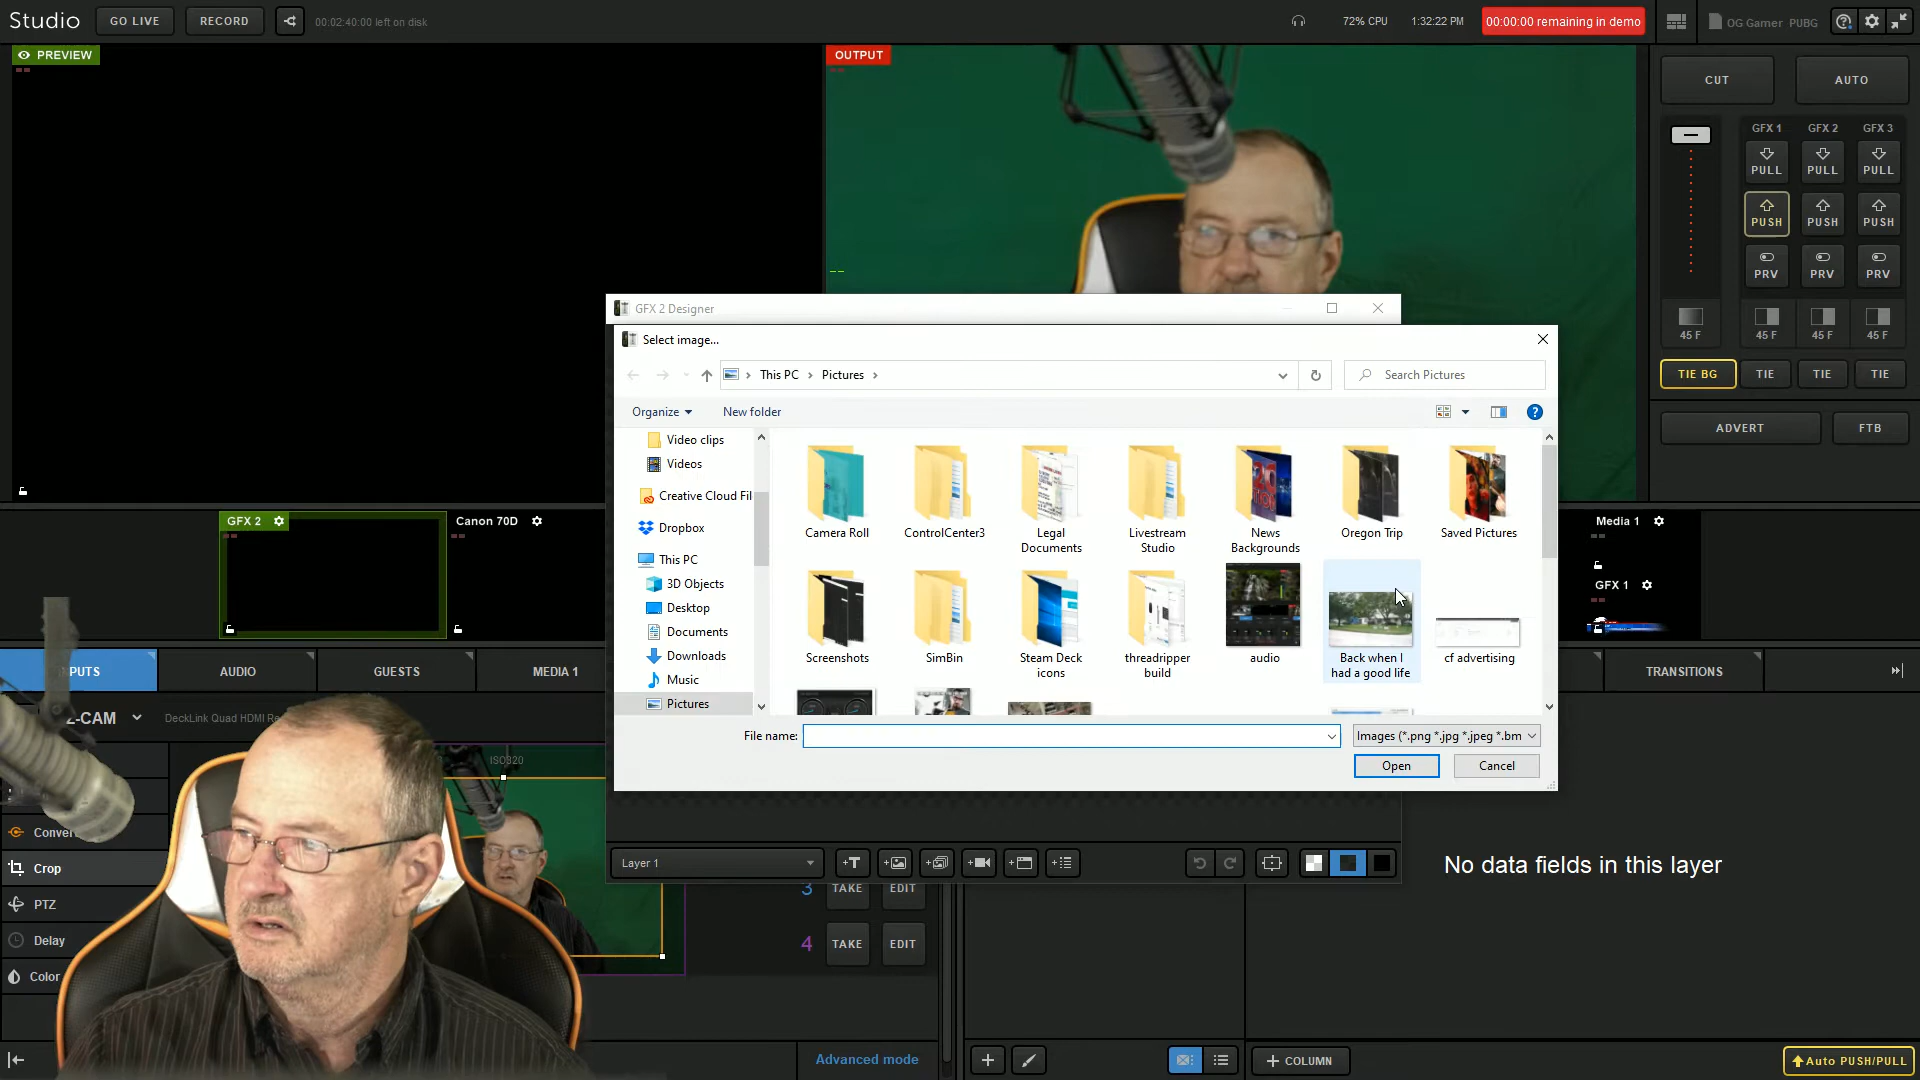 Studio GO LIVE RECORD 00:02:40:00 left on disk 72% CPU 1:32:22 PM 00:00:00 remaining in demo OG Gamer PUBG
PREVIEW OUTPUT
CUT AUTO
GFX 1 GFX 2 GFX 3
PULL PULL PULL
PUSH PUSH PUSH
PRV PRV PRV
45 F 45 F 45 F 45 F
TIE BG TIE TIE TIE
ADVERT FTB
GFX 2 Designer
Select image...
This PC Pictures Search Pictures
Organize New folder
Video clips
Videos
Creative Cloud Fil
Dropbox
This PC
3D Objects
Desktop
Documents
Downloads
Music
Pictures
Camera Roll ControlCenter3 Legal Documents Livestream Studio News Backgrounds Oregon Trip Saved Pictures
Screenshots SimBin Steam Deck icons threadripper build audio Back when I had a good life cf advertising
File name: Images (*.png *.jpg *.jpeg *.bm
Open Cancel
GFX 2 Canon 70D Media 1
GFX 1
PUTS AUDIO GUESTS MEDIA 1 TRANSITIONS
Z-CAM DeckLink Quad HDMI Re
ISO320
Conver
Crop
PTZ
Delay
Color
Layer 1
No data fields in this layer
3 TAKE EDIT
4 TAKE EDIT
Advanced mode COLUMN Auto PUSH/PULL